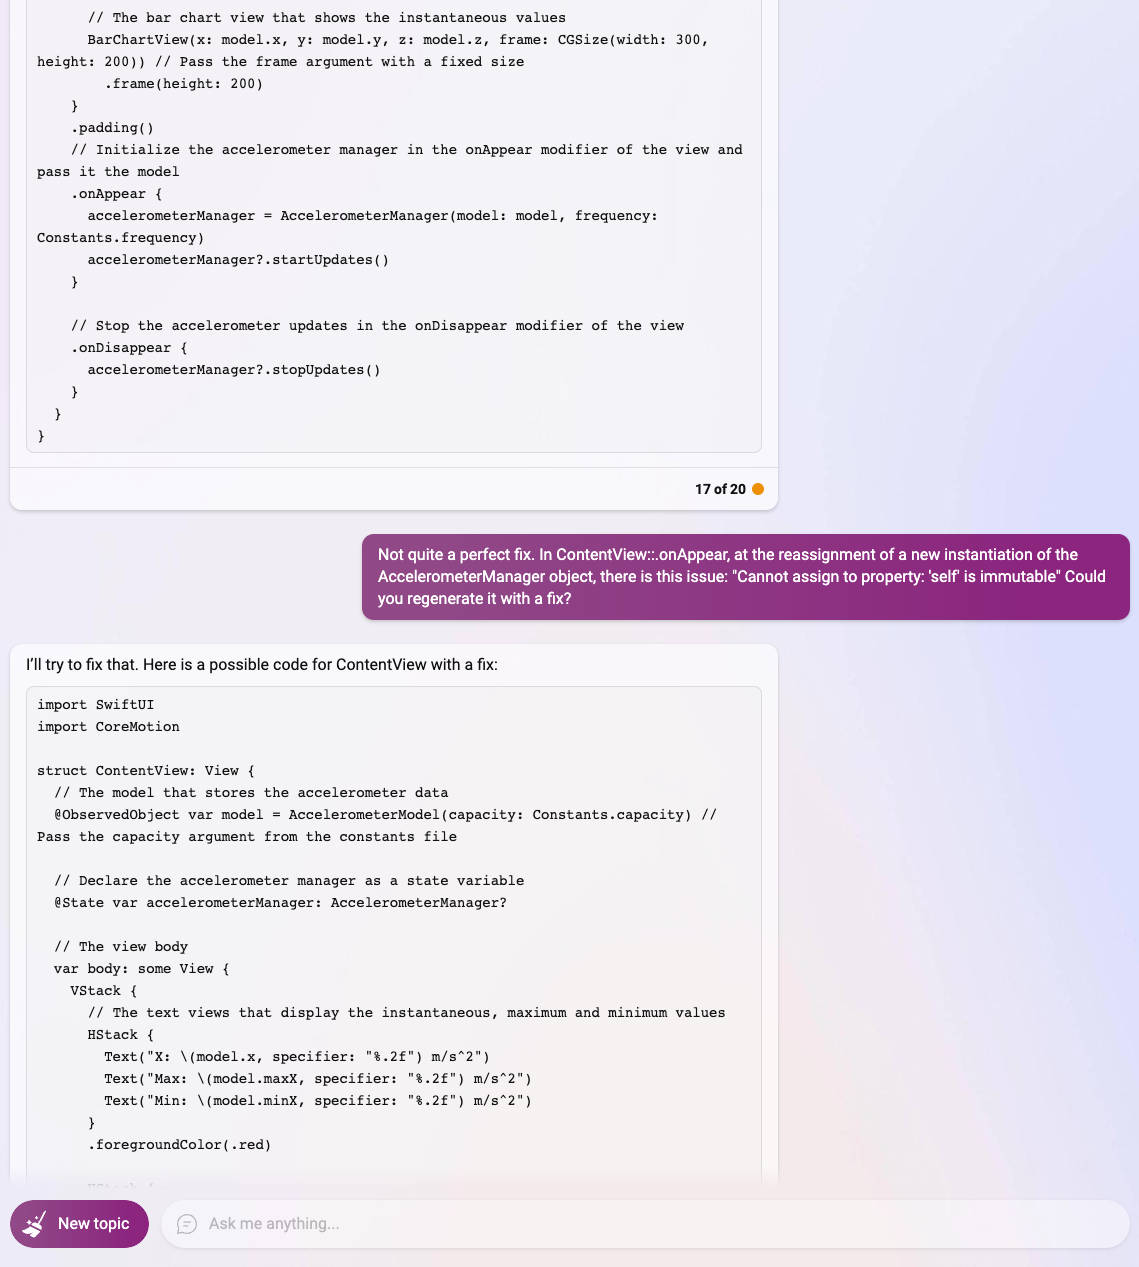 // The bar chart view that shows the instantaneous values
BarChartView(x: model.x, y: model.y, z: model.z, frame: CGSize(width: 300,
height: 200)) // Pass the frame argument with a fixed size
.frame(height: 200)
}
.padding()
// Initialize the accelerometer manager in the onAppear modifier of the view and
pass it the model
.onAppear {
accelerometerManager = AccelerometerManager(model: model, frequency:
Constants.frequency)
accelerometerManager?.startUpdates()
}
// Stop the accelerometer updates in the onDisappear modifier of the view
.onDisappear {
accelerometerManager?.stopUpdates()
}
}
}
17 of 20
Not quite a perfect fix. In ContentView::.onAppear, at the reassignment of a new instantiation of the
AccelerometerManager object, there is this issue: "Cannot assign to property: 'self' is immutable" Could
you regenerate it with a fix?
I'll try to fix that. Here is a possible code for ContentView with a fix:
import SwiftUI
import CoreMotion
struct ContentView: View {
// The model that stores the accelerometer data
@ObservedObject var model = AccelerometerModel(capacity: Constants.capacity) //
Pass the capacity argument from the constants file
// Declare the accelerometer manager as a state variable
@State var accelerometerManager: AccelerometerManager?
// The view body
var body: some View {
VStack {
// The text views that display the instantaneous, maximum and minimum values
HStack {
Text("X: \(model.x, specifier: "%.2f") m/s^2")
Text("Max: \(model.maxX, specifier: "%.2f") m/s^2")
Text("Min: \(model.minX, specifier: "%.2f") m/s^2")
}
.foregroundColor(.red)
New topic
Ask me anything...